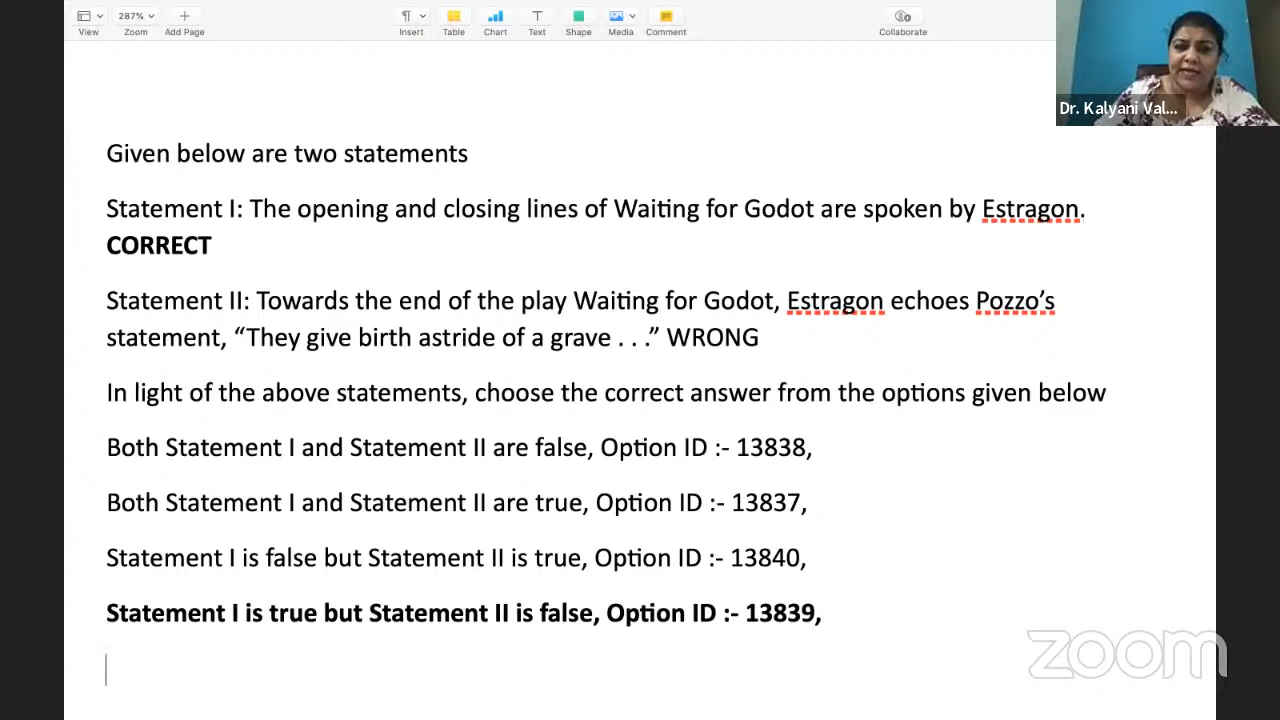 View
287%
Zoom
Add Page
Insert
Table
Chart
Text
Shape
Media
Comment
Collaborate
Dr. Kalyani Val...
Given below are two statements
Statement I: The opening and closing lines of Waiting for Godot are spoken by Estragon.
CORRECT
Statement II: Towards the end of the play Waiting for Godot, Estragon echoes Pozzo’s
statement, “They give birth astride of a grave . . .” WRONG
In light of the above statements, choose the correct answer from the options given below
Both Statement I and Statement II are false, Option ID :- 13838,
Both Statement I and Statement II are true, Option ID :- 13837,
Statement I is false but Statement II is true, Option ID :- 13840,
Statement I is true but Statement II is false, Option ID :- 13839,
zoom